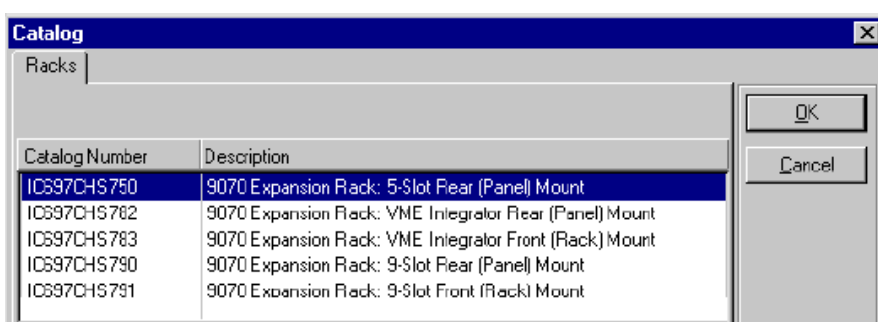 Catalog
Racks
OK
Catalog Number Description
Cancel
IC697CHS750 9070 Expansion Rack: 5-Slot Rear (Panel) Mount
IC697CHS782 9070 Expansion Rack: VME Integrator Rear (Panel) Mount
IC697CHS783 9070 Expansion Rack: VME Integrator Front (Rack) Mount
IC697CHS790 9070 Expansion Rack: 9-Slot Rear (Panel) Mount
IC697CHS791 9070 Expansion Rack: 9-Slot Front (Rack) Mount